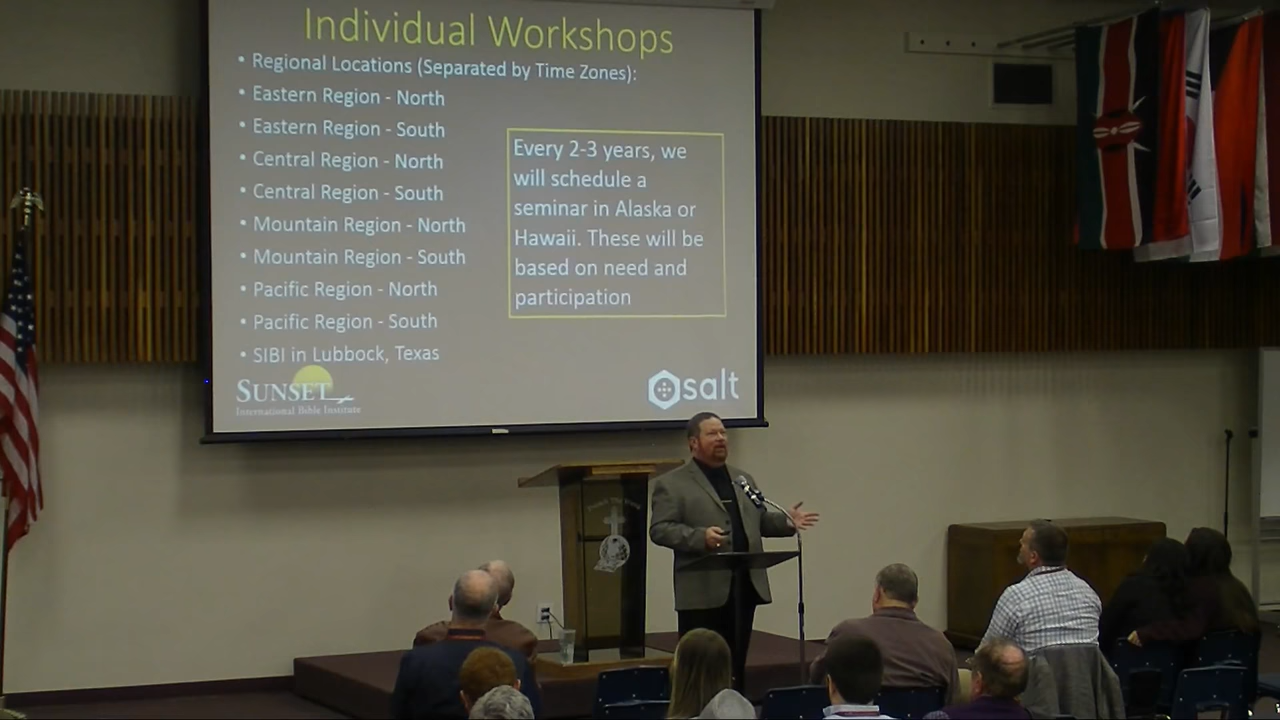 Individual Workshops
• Regional Locations (Separated by Time Zones):
• Eastern Region - North
• Eastern Region - South
• Central Region - North
• Central Region - South
• Mountain Region - North
• Mountain Region - South
• Pacific Region - North
• Pacific Region - South
• SIBI in Lubbock, Texas
Every 2-3 years, we
will schedule a
seminar in Alaska or
Hawaii. These will be
based on need and
participation
SUNSET
International Bible Institute
salt